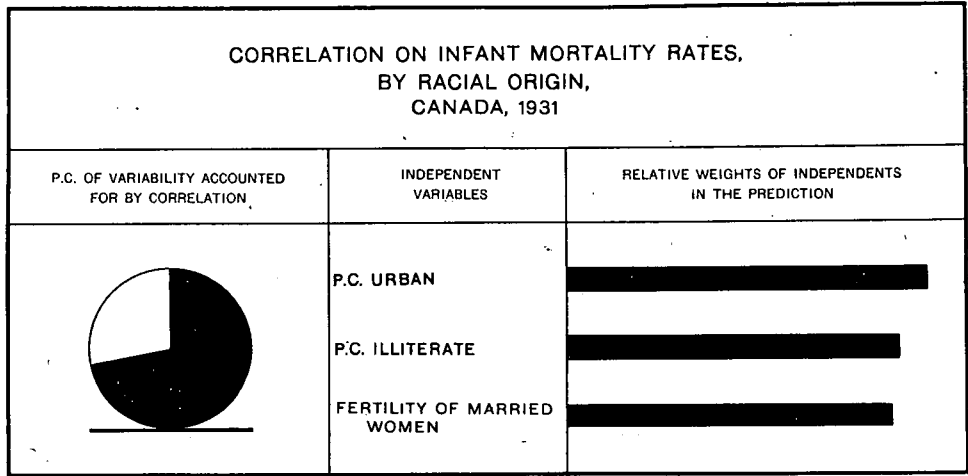 CORRELATION ON INFANT MORTALITY RATES,
BY RACIAL ORIGIN,
CANADA, 1931
P.C. OF VARIABILITY ACCOUNTED
FOR BY CORRELATION
INDEPENDENT
VARIABLES
RELATIVE WEIGHTS OF INDEPENDENTS
IN THE PREDICTION
P.C. URBAN
P.C. ILLITERATE
FERTILITY OF MARRIED
WOMEN